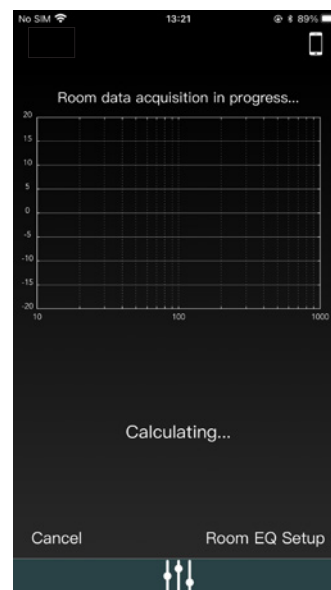 No SIM 13:21 89%
Room data acquisition in progress...
20
15
10
5
0
-5
-10
-15
-20
10 100 1000
Calculating...
Cancel Room EQ Setup